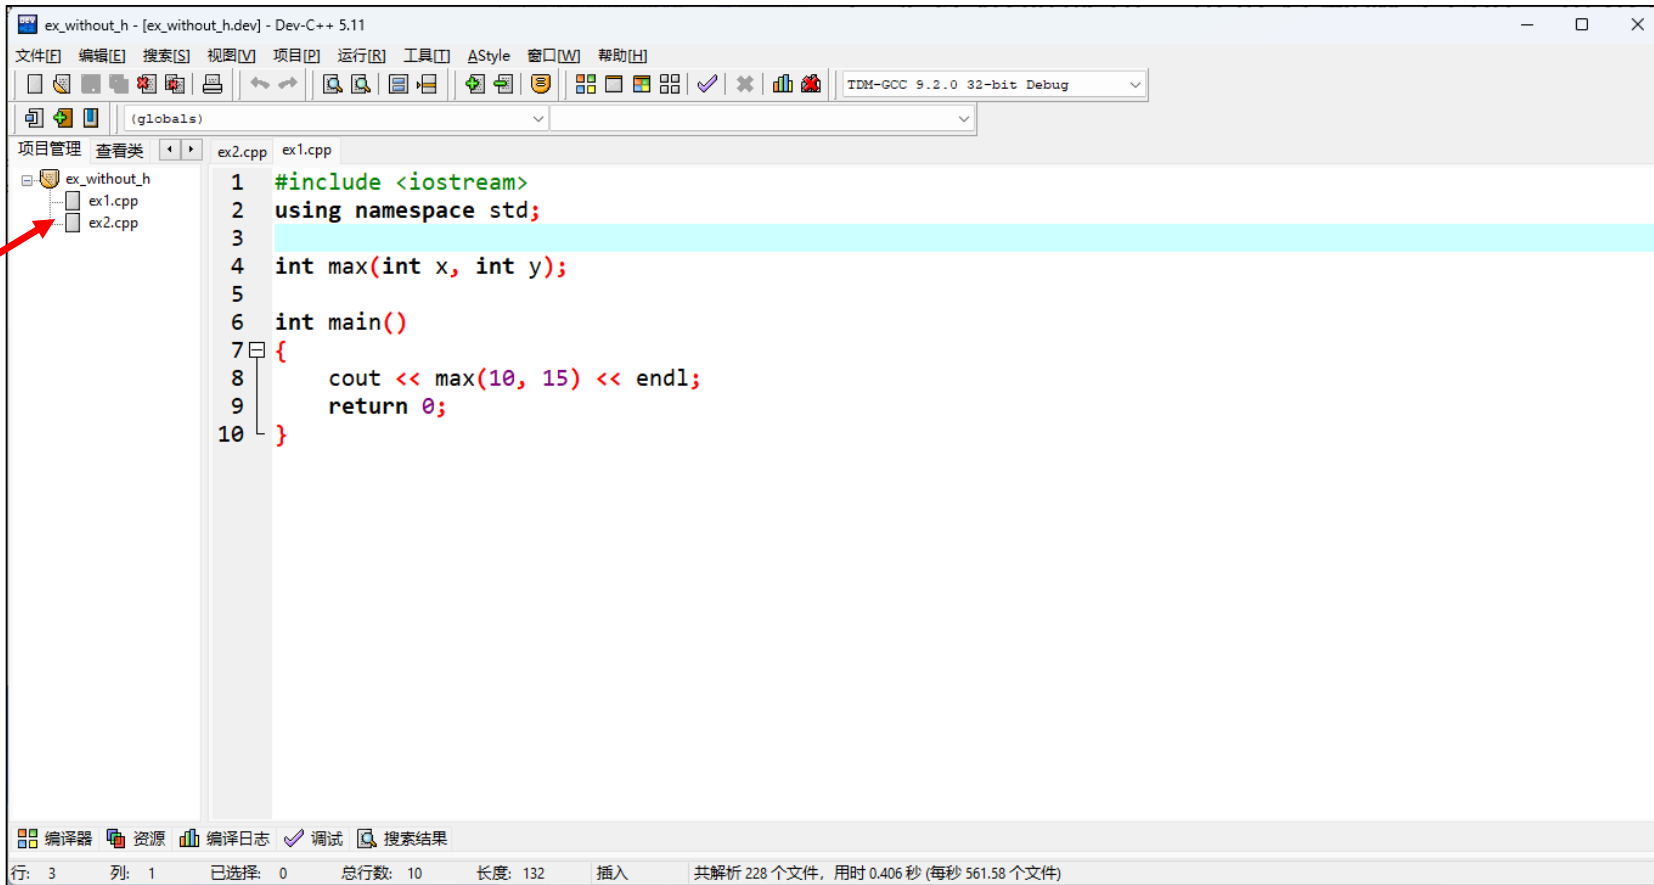 ex_without_h - [ex_without_h.dev] - Dev-C++ 5.11
文件[F] 编辑[E] 搜索[S] 视图[V] 项目[P] 运行[R] 工具[T] AStyle 窗口[W] 帮助[H]
TDM-GCC 9.2.0 32-bit Debug
(globals)
项目管理 查看类 ex2.cpp ex1.cpp
ex_without_h
ex1.cpp
ex2.cpp
1 #include <iostream>
2 using namespace std;
3
4 int max(int x, int y);
5
6 int main()
7 {
8 cout << max(10, 15) << endl;
9 return 0;
10 }
编译器 资源 编译日志 调试 搜索结果
行: 3 列: 1 已选择: 0 总行数: 10 长度: 132 插入 共解析 228 个文件，用时 0.406 秒 (每秒 561.58 个文件)